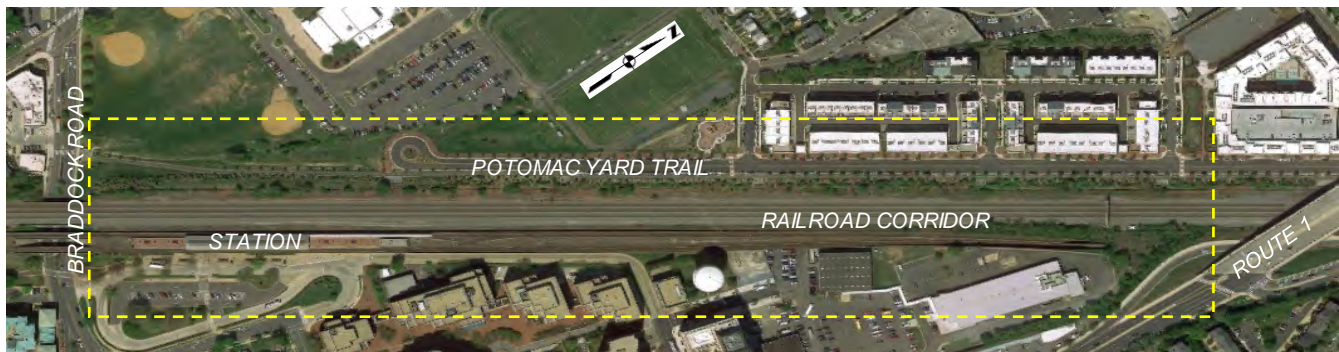 BRADDOCK ROAD
POTOMAC YARD TRAIL
RAILROAD CORRIDOR
STATION
ROUTE 1